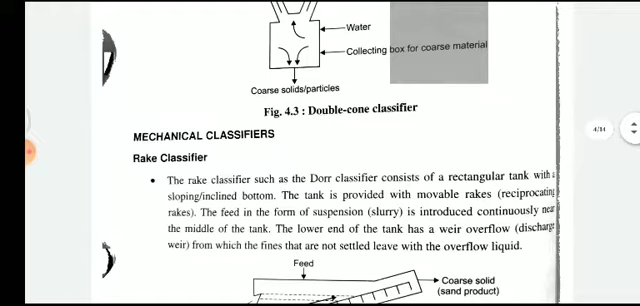 Water
Collecting box for coarse material
Coarse solids/particles
Fig. 4.3 : Double-cone classifier
MECHANICAL CLASSIFIERS
Rake Classifier
• The rake classifier such as the Dorr classifier consists of a rectangular tank with a
sloping/inclined bottom. The tank is provided with movable rakes (reciprocating
rakes). The feed in the form of suspension (slurry) is introduced continuously near
the middle of the tank. The lower end of the tank has a weir overflow (discharge
weir) from which the fines that are not settled leave with the overflow liquid.
Feed
Coarse solid
(sand product)
4/14